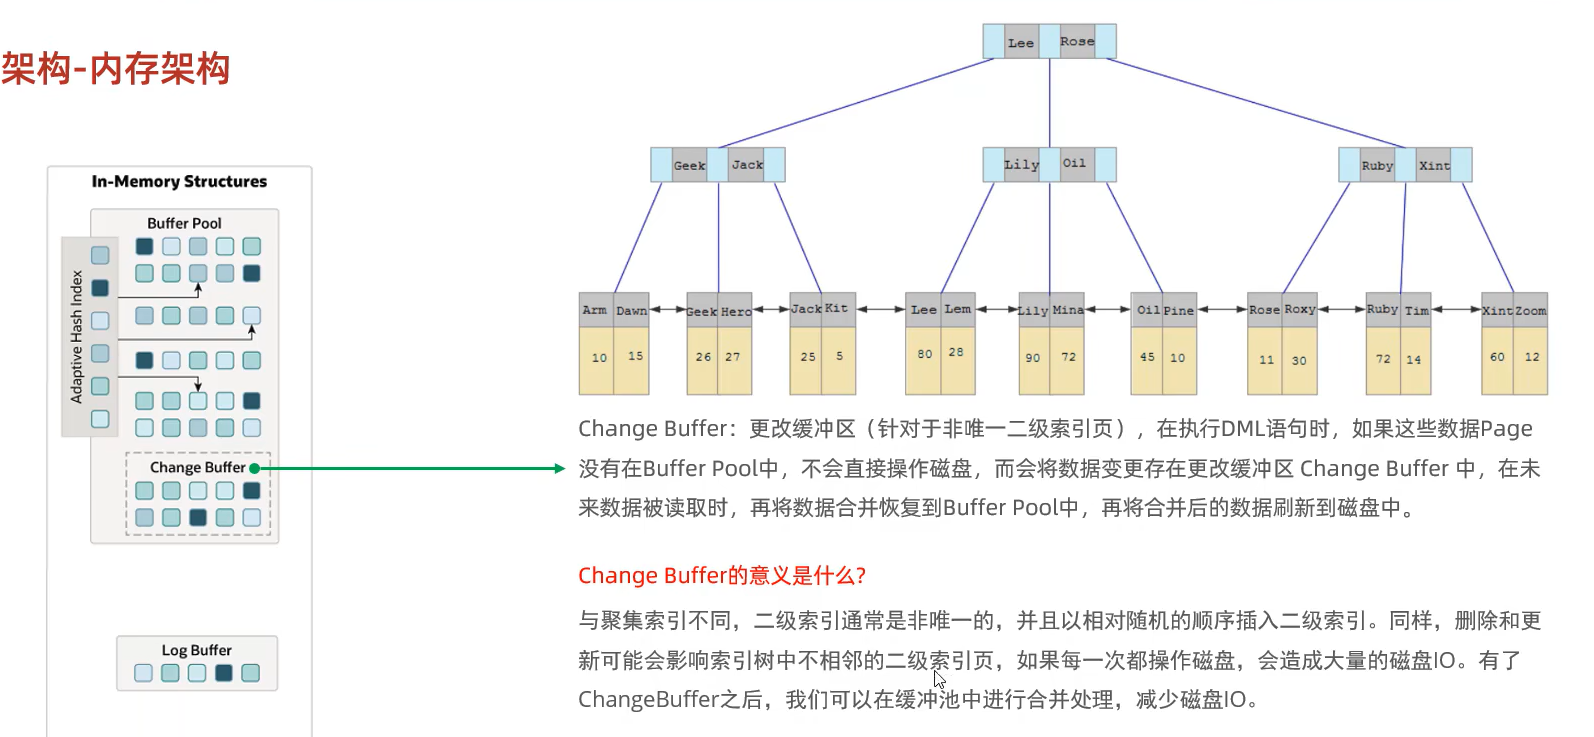 架构-内存架构
In-Memory Structures
Buffer Pool
Adaptive Hash Index
Change Buffer
Log Buffer
Lee Rose
Geek Jack
Lily Oil
Ruby Xint
Arm Dawn Geek Hero Jack Kit Lee Lem Lily Mina Oil Pine Rose Roxy Ruby Tim Xint Zoom
10 15 26 27 25 5 80 28 90 72 45 10 11 30 72 14 60 12
Change Buffer：更改缓冲区（针对于非唯一二级索引页），在执行DML语句时，如果这些数据Page
没有在Buffer Pool中，不会直接操作磁盘，而会将数据变更存在更改缓冲区 Change Buffer 中，在未
来数据被读取时，再将数据合并恢复到Buffer Pool中，再将合并后的数据刷新到磁盘中。
Change Buffer的意义是什么?
与聚集索引不同，二级索引通常是非唯一的，并且以相对随机的顺序插入二级索引。同样，删除和更
新可能会影响索引树中不相邻的二级索引页，如果每一次都操作磁盘，会造成大量的磁盘IO。有了
ChangeBuffer之后，我们可以在缓冲池中进行合并处理，减少磁盘IO。